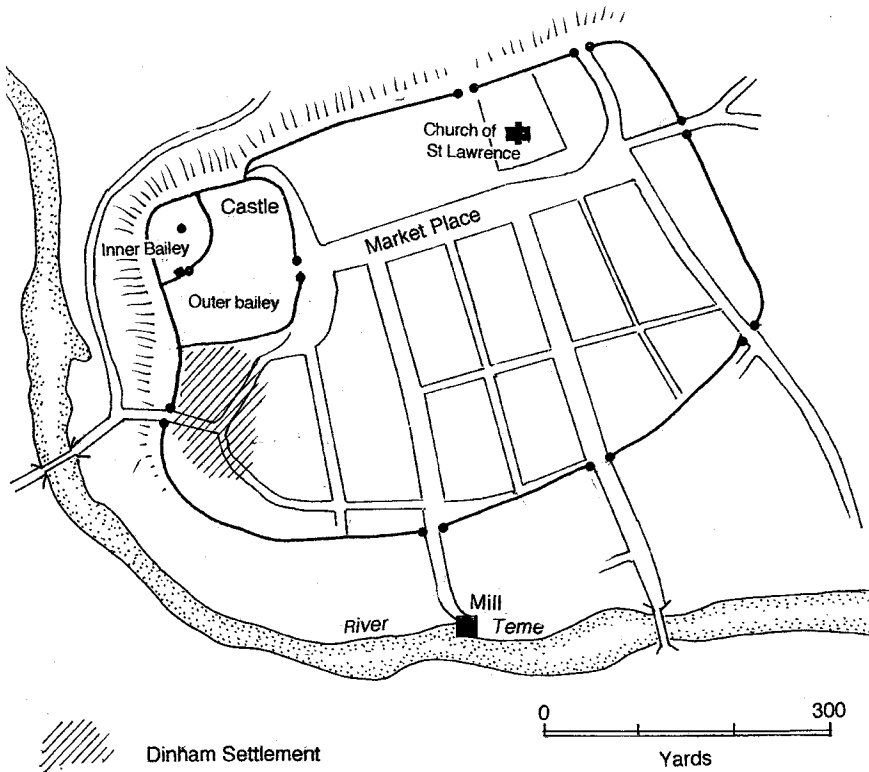 Church of
St Lawrence
Castle
Market Place
Inner Bailey
Outer bailey
Mill
River Teme
0 300
Yards
Dinham Settlement